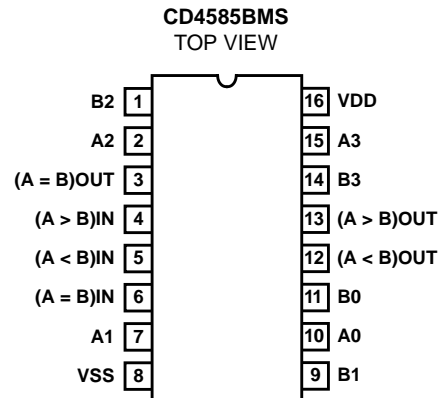 CD4585BMS
TOP VIEW
B2 1 16 VDD
A2 2 15 A3
(A = B)OUT 3 14 B3
(A > B)IN 4 13 (A > B)OUT
(A < B)IN 5 12 (A < B)OUT
(A = B)IN 6 11 B0
A1 7 10 A0
VSS 8 9 B1